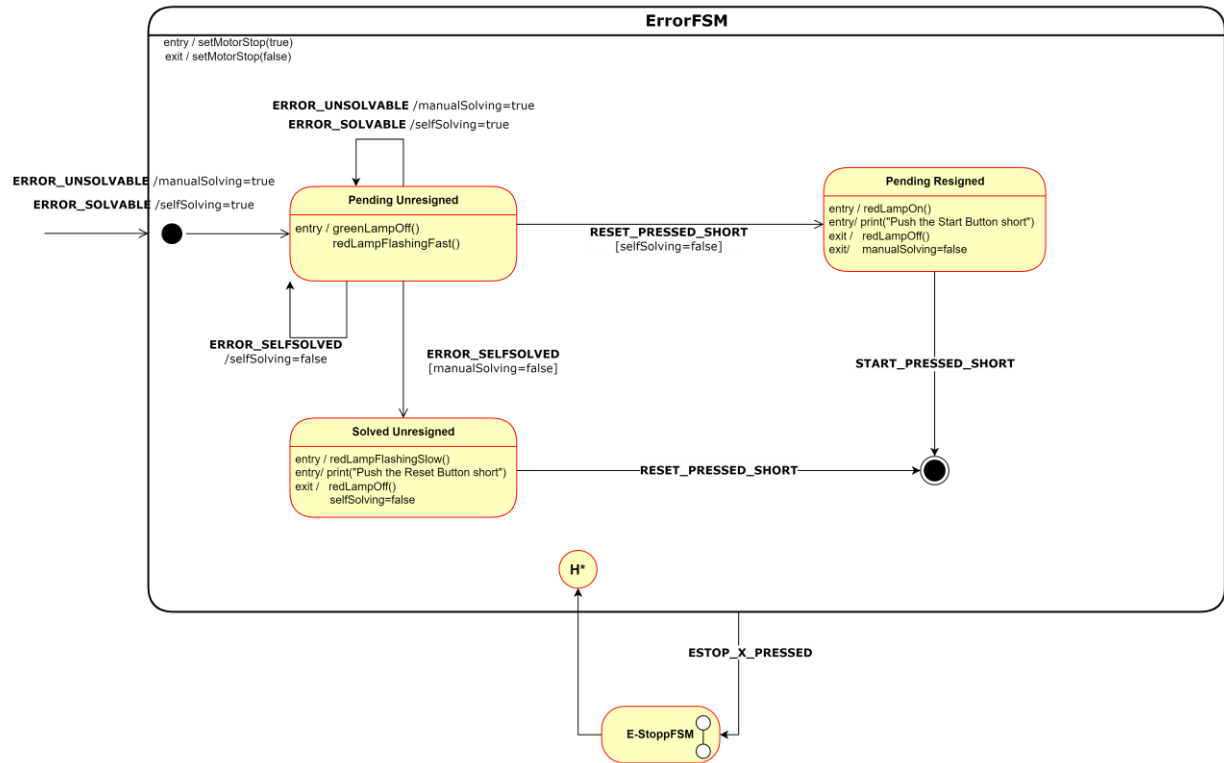 ErrorFSM
entry / setMotorStop(true)
exit / setMotorStop(false)
ERROR_UNSOLVABLE /manualSolving=true
ERROR_SOLVABLE /selfSolving=true
ERROR_UNSOLVABLE /manualSolving=true
ERROR_SOLVABLE /selfSolving=true
Pending Unresigned
entry / greenLampOff()
redLampFlashingFast()
RESET_PRESSED_SHORT
[selfSolving=false]
Pending Resigned
entry / redLampOn()
entry/ print("Push the Start Button short")
exit / redLampOff()
exit/ manualSolving=false
ERROR_SELFSOLVED
/selfSolving=false
ERROR_SELFSOLVED
[manualSolving=false]
START_PRESSED_SHORT
Solved Unresigned
entry / redLampFlashingSlow()
entry/ print("Push the Reset Button short")
exit / redLampOff()
selfSolving=false
RESET_PRESSED_SHORT
H*
ESTOP_X_PRESSED
E-StoppFSM